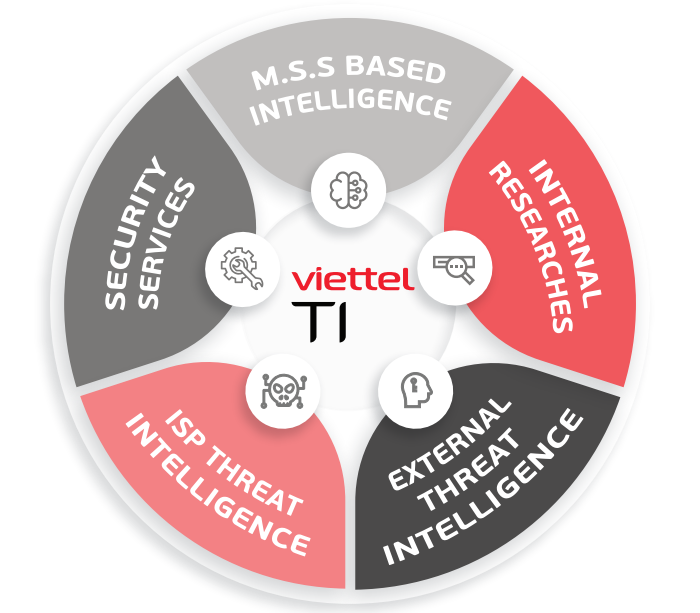 M.S.S BASED
INTELLIGENCE
INTERNAL
RESEARCHES
EXTERNAL
THREAT
INTELLIGENCE
ISP THREAT
INTELLIGENCE
SECURITY
SERVICES
viettel
TI